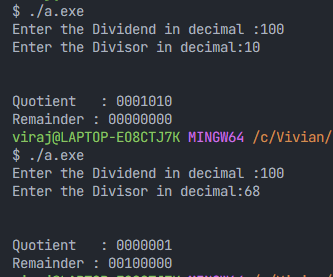 $ ./a.exe
Enter the Dividend in decimal :100
Enter the Divisor in decimal:10
Quotient   : 0001010
Remainder : 00000000
viraj@LAPTOP-EO8CTJ7K MINGW64 /c/Vivian/
$ ./a.exe
Enter the Dividend in decimal :100
Enter the Divisor in decimal:68
Quotient   : 0000001
Remainder : 00100000